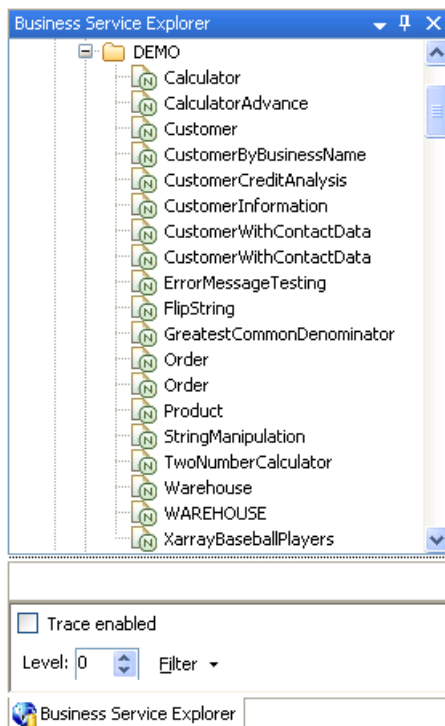 Business Service Explorer
DEMO
N Calculator
N CalculatorAdvance
N Customer
N CustomerByBusinessName
N CustomerCreditAnalysis
N CustomerInformation
N CustomerWithContactData
N CustomerWithContactData
N ErrorMessageTesting
N FlipString
N GreatestCommonDenominator
N Order
N Order
N Product
N StringManipulation
N TwoNumberCalculator
N Warehouse
N WAREHOUSE
N XarrayBaseballPlayers
Trace enabled
Level: 0 Filter
Business Service Explorer